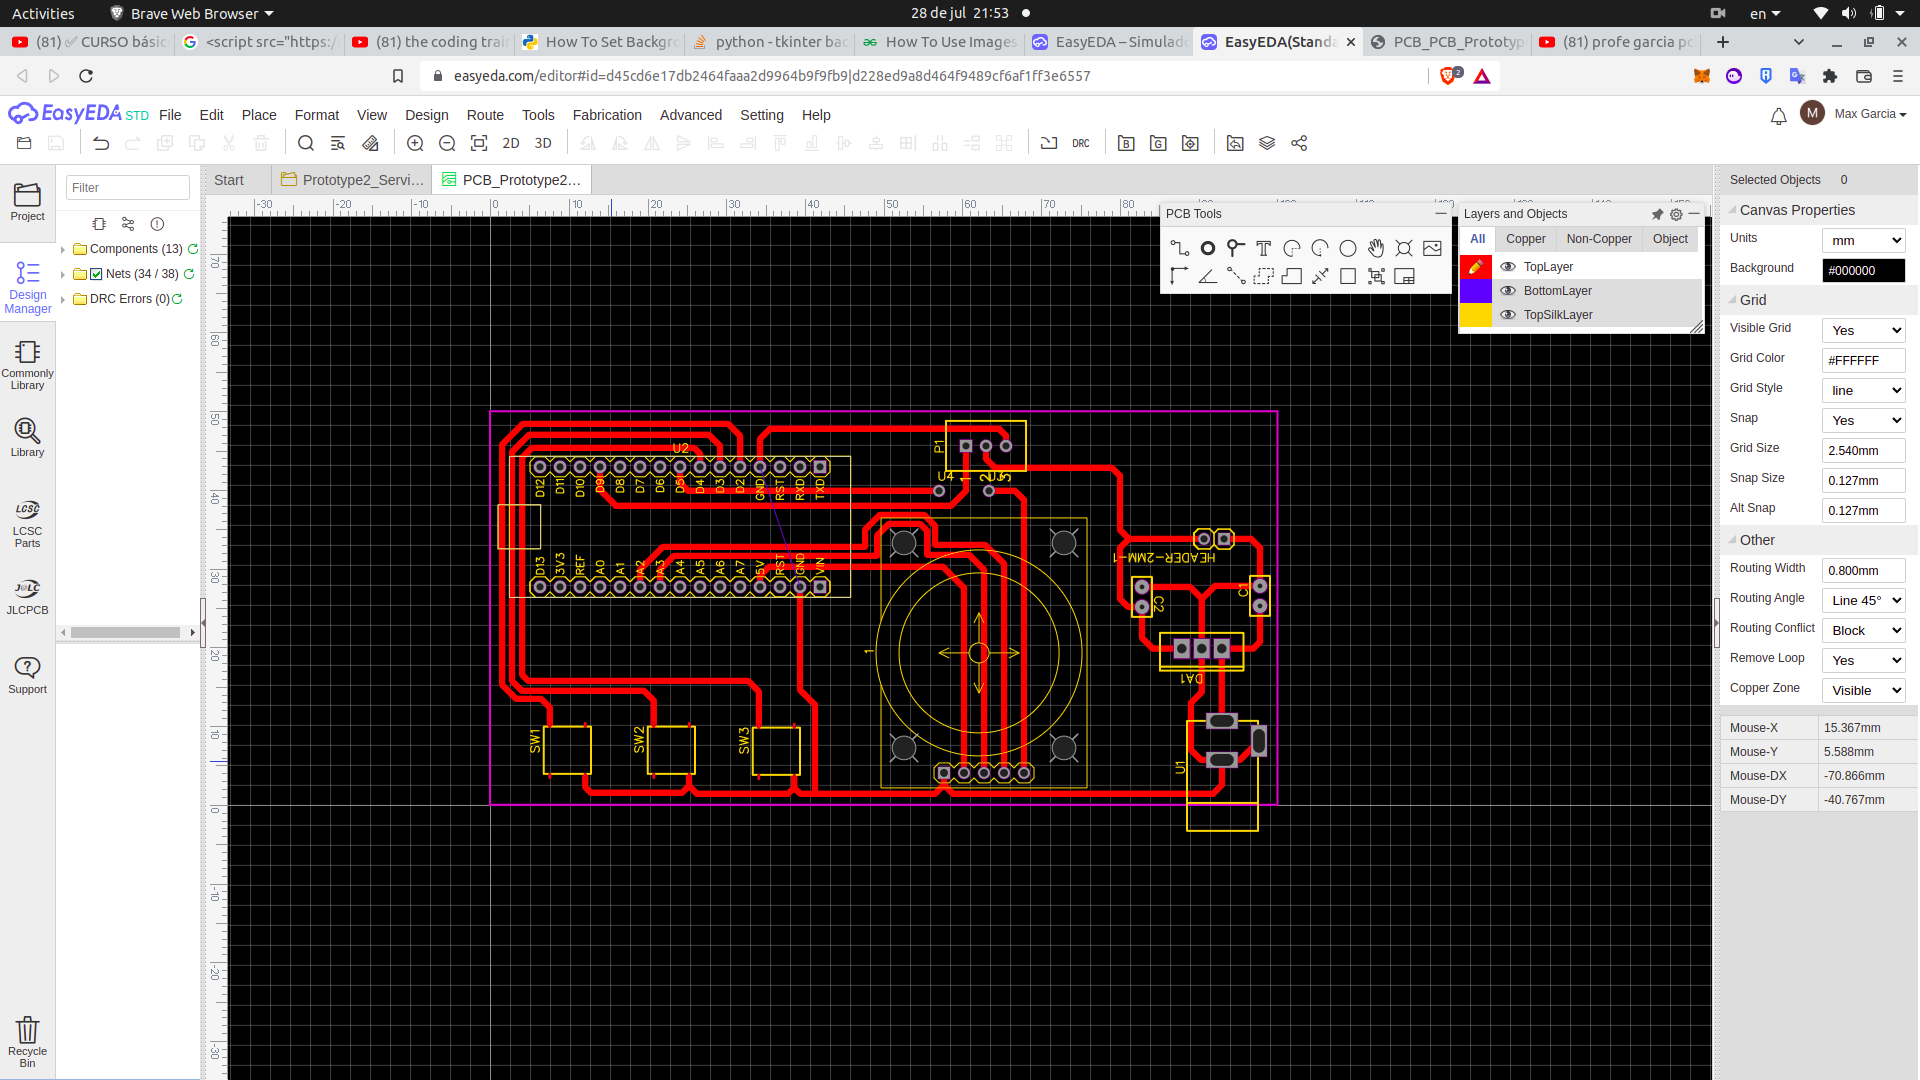 Activities
Brave Web Browser
28 de jul 21:53
en
(81) ✅ CURSO bási
<script src="https:/
(81) the coding trai
How To Set Backgr
python - tkinter bac
How To Use Images
EasyEDA – Simulad
EasyEDA(Standa
PCB_PCB_Prototyp
(81) profe garcia pc
easyeda.com/editor#id=d45cd6e17db2464faaa2d9964b9f9fb9|d228ed9a8d464f9489cf6af1ff3e6557
2
EasyEDA STD
File Edit Place Format View Design Route Tools Fabrication Advanced Setting Help
M
Max Garcia
2D 3D
DRC
B G
Project
Design Manager
Commonly Library
Library
LCSC
LCSC Parts
JLCPCB
Support
Recycle Bin
Filter
Components (13)
Nets (34 / 38)
DRC Errors (0)
Start
Prototype2_Servi...
PCB_Prototype2...
-30 -20 -10 0 10 20 30 40 50 60 70 80
70
60
50
40
30
20
10
0
-10
-20
-30
PCB Tools
Layers and Objects
All Copper Non-Copper Object
TopLayer
BottomLayer
TopSilkLayer
U2
D12 D11 D10 D9 D8 D7 D6 D5 D4 D3 D2 GND RST RXD TXD
D13 3V3 REF A0 A1 A2 A3 A4 A5 A6 A7 5V RST GND VIN
P1
U4
1 2 3
HEADER-2MM-1
C2
C1
DA1
1
SW1
SW2
SW3
U1
Selected Objects 0
Canvas Properties
Units mm
Background #000000
Grid
Visible Grid Yes
Grid Color #FFFFFF
Grid Style line
Snap Yes
Grid Size 2.540mm
Snap Size 0.127mm
Alt Snap 0.127mm
Other
Routing Width 0.800mm
Routing Angle Line 45°
Routing Conflict Block
Remove Loop Yes
Copper Zone Visible
Mouse-X 15.367mm
Mouse-Y 5.588mm
Mouse-DX -70.866mm
Mouse-DY -40.767mm